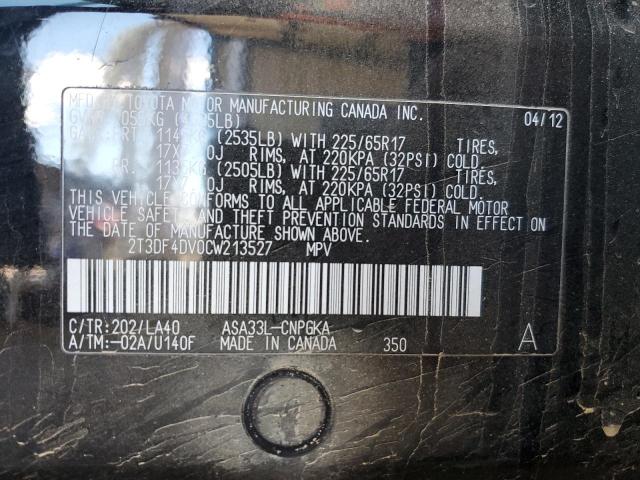 MFD. BY TOYOTA MOTOR MANUFACTURING CANADA INC. 04/12
(2535LB) WITH 225/65R17 TIRES,
RIMS, AT 220KPA (32PSI) COLD.
(2505LB) WITH 225/65R17 TIRES,
RIMS, AT 220KPA (32PSI) COLD.
THIS VEHICLE CONFORMS TO ALL APPLICABLE FEDERAL MOTOR
VEHICLE SAFETY AND THEFT PREVENTION STANDARDS IN EFFECT ON
THE DATE OF MANUFACTURE SHOWN ABOVE.
2T3DF4DV0CW213527 MPV
C/TR: 202/LA40 ASA33L-CNPGKA
A/TM: -02A/U140F MADE IN CANADA 350 A